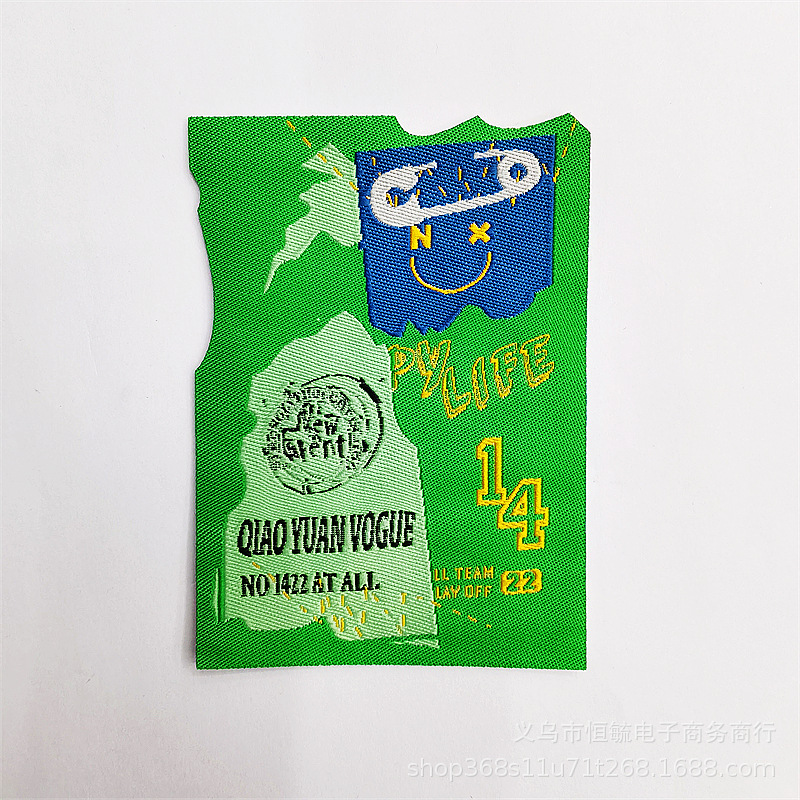 N X
PY
LIFE
New
QIAO YUAN VOGUE
NO 1422 AT ALL
14
LL TEAM
LAY OFF 22
义乌市恒毓电子商务商行
shop368s11u71t268.1688.com